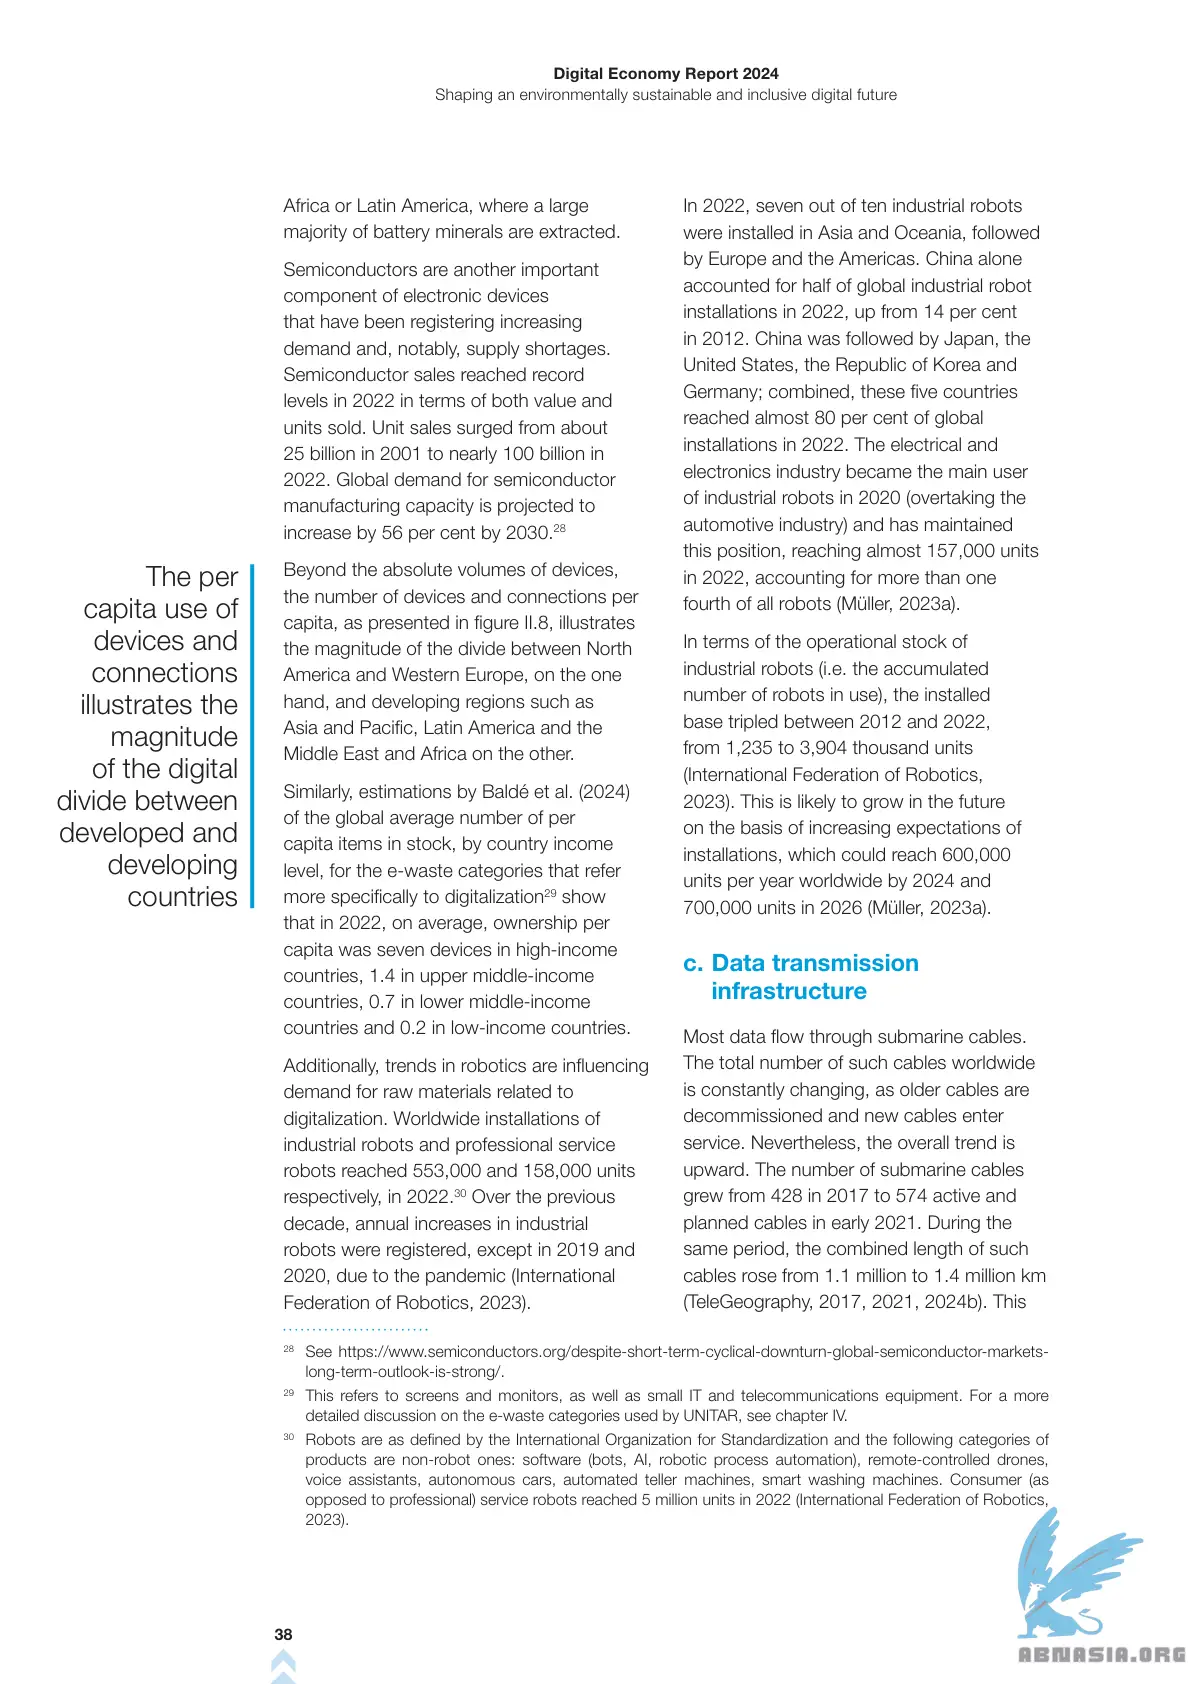 Digital Economy Report 2024
Shaping an environmentally sustainable and inclusive digital future
Africa or Latin America, where a large
majority of battery minerals are extracted.
Semiconductors are another important
component of electronic devices
that have been registering increasing
demand and, notably, supply shortages.
Semiconductor sales reached record
levels in 2022 in terms of both value and
units sold. Unit sales surged from about
25 billion in 2001 to nearly 100 billion in
2022. Global demand for semiconductor
manufacturing capacity is projected to
increase by 56 per cent by 2030.28
The per
capita use of
devices and
connections
illustrates the
magnitude
of the digital
divide between
developed and
developing
countries
Beyond the absolute volumes of devices,
the number of devices and connections per
capita, as presented in figure II.8, illustrates
the magnitude of the divide between North
America and Western Europe, on the one
hand, and developing regions such as
Asia and Pacific, Latin America and the
Middle East and Africa on the other.
Similarly, estimations by Baldé et al. (2024)
of the global average number of per
capita items in stock, by country income
level, for the e-waste categories that refer
more specifically to digitalization29 show
that in 2022, on average, ownership per
capita was seven devices in high-income
countries, 1.4 in upper middle-income
countries, 0.7 in lower middle-income
countries and 0.2 in low-income countries.
Additionally, trends in robotics are influencing
demand for raw materials related to
digitalization. Worldwide installations of
industrial robots and professional service
robots reached 553,000 and 158,000 units
respectively, in 2022.30 Over the previous
decade, annual increases in industrial
robots were registered, except in 2019 and
2020, due to the pandemic (International
Federation of Robotics, 2023).
In 2022, seven out of ten industrial robots
were installed in Asia and Oceania, followed
by Europe and the Americas. China alone
accounted for half of global industrial robot
installations in 2022, up from 14 per cent
in 2012. China was followed by Japan, the
United States, the Republic of Korea and
Germany; combined, these five countries
reached almost 80 per cent of global
installations in 2022. The electrical and
electronics industry became the main user
of industrial robots in 2020 (overtaking the
automotive industry) and has maintained
this position, reaching almost 157,000 units
in 2022, accounting for more than one
fourth of all robots (Müller, 2023a).
In terms of the operational stock of
industrial robots (i.e. the accumulated
number of robots in use), the installed
base tripled between 2012 and 2022,
from 1,235 to 3,904 thousand units
(International Federation of Robotics,
2023). This is likely to grow in the future
on the basis of increasing expectations of
installations, which could reach 600,000
units per year worldwide by 2024 and
700,000 units in 2026 (Müller, 2023a).
c. Data transmission
infrastructure
Most data flow through submarine cables.
The total number of such cables worldwide
is constantly changing, as older cables are
decommissioned and new cables enter
service. Nevertheless, the overall trend is
upward. The number of submarine cables
grew from 428 in 2017 to 574 active and
planned cables in early 2021. During the
same period, the combined length of such
cables rose from 1.1 million to 1.4 million km
(TeleGeography, 2017, 2021, 2024b). This
28 See https://www.semiconductors.org/despite-short-term-cyclical-downturn-global-semiconductor-markets-
long-term-outlook-is-strong/.
29 This refers to screens and monitors, as well as small IT and telecommunications equipment. For a more
detailed discussion on the e-waste categories used by UNITAR, see chapter IV.
30 Robots are as defined by the International Organization for Standardization and the following categories of
products are non-robot ones: software (bots, AI, robotic process automation), remote-controlled drones,
voice assistants, autonomous cars, automated teller machines, smart washing machines. Consumer (as
opposed to professional) service robots reached 5 million units in 2022 (International Federation of Robotics,
2023).
38
ABNASIA.ORG